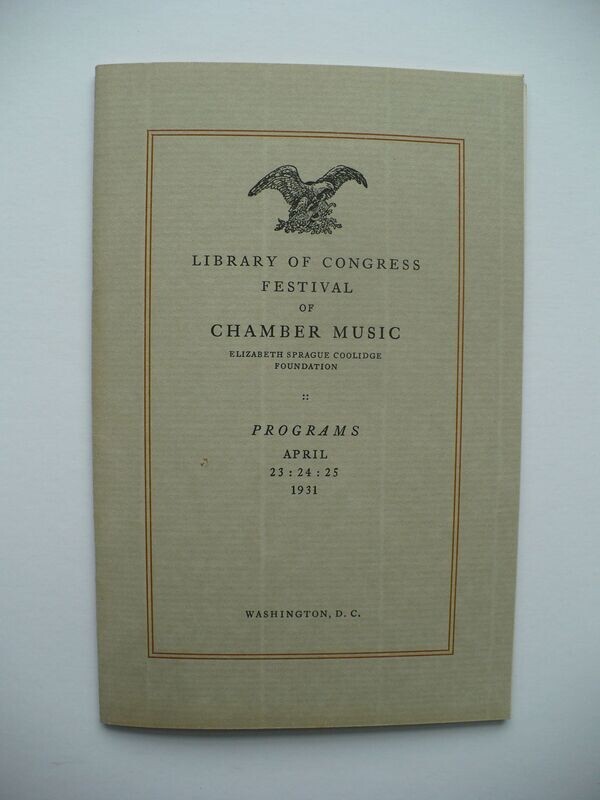 LIBRARY OF CONGRESS
FESTIVAL
OF
CHAMBER MUSIC
ELIZABETH SPRAGUE COOLIDGE
FOUNDATION
::
PROGRAMS
APRIL
23 : 24 : 25
1931
WASHINGTON, D. C.